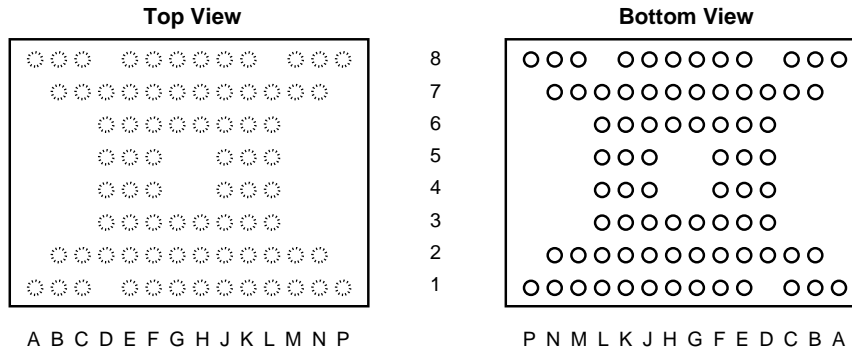 Top View
Bottom View
8
7
6
5
4
3
2
1
A B C D E F G H J K L M N P
P N M L K J H G F E D C B A